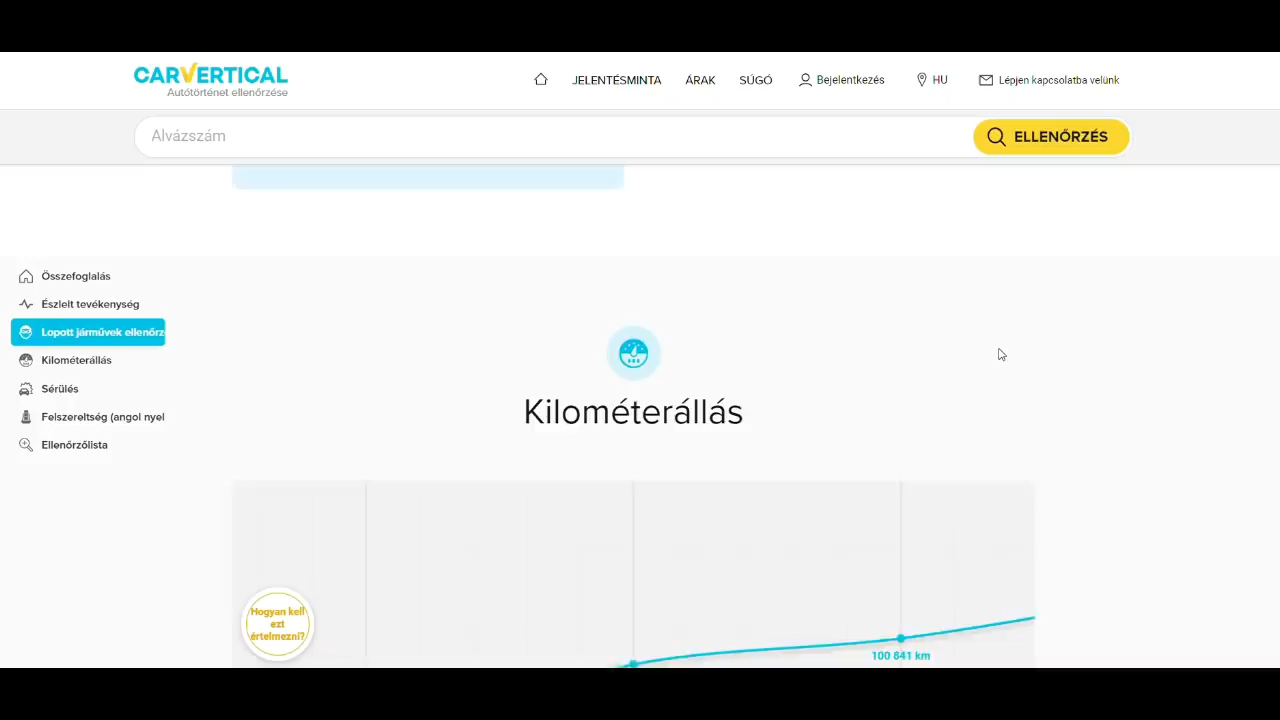 CARVERTICAL
Autótörténet ellenőrzése
JELENTÉSMINTA
ÁRAK
SÚGÓ
Bejelentkezés
HU
Lépjen kapcsolatba velünk
Alvázszám
ELLENŐRZÉS
Összefoglalás
Észlelt tevékenység
Lopott járművek ellenőrz
Kilométerállás
Sérülés
Felszereltség (angol nyel
Ellenőrzőlista
Kilométerállás
Hogyan kell
ezt
értelmezni?
100 841 km